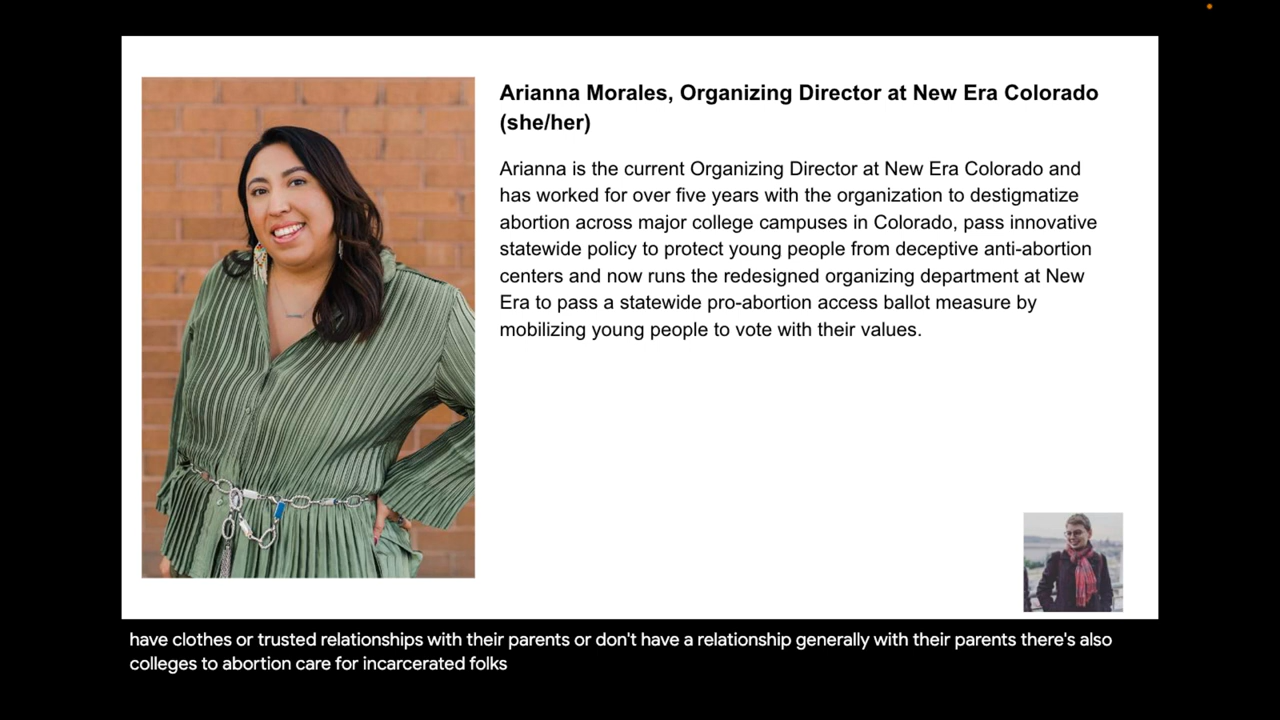 Arianna Morales, Organizing Director at New Era Colorado
(she/her)
Arianna is the current Organizing Director at New Era Colorado and
has worked for over five years with the organization to destigmatize
abortion across major college campuses in Colorado, pass innovative
statewide policy to protect young people from deceptive anti-abortion
centers and now runs the redesigned organizing department at New
Era to pass a statewide pro-abortion access ballot measure by
mobilizing young people to vote with their values.
have clothes or trusted relationships with their parents or don't have a relationship generally with their parents there's also
colleges to abortion care for incarcerated folks